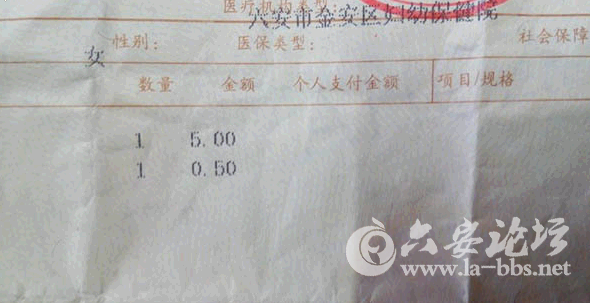 医疗机构类型:
六安市金安区妇幼保健院
性别: 医保类型: 社会保障
女
数量 金额 个人支付金额 项目/规格
1 5.00
1 0.50
六安论坛
www.la-bbs.net